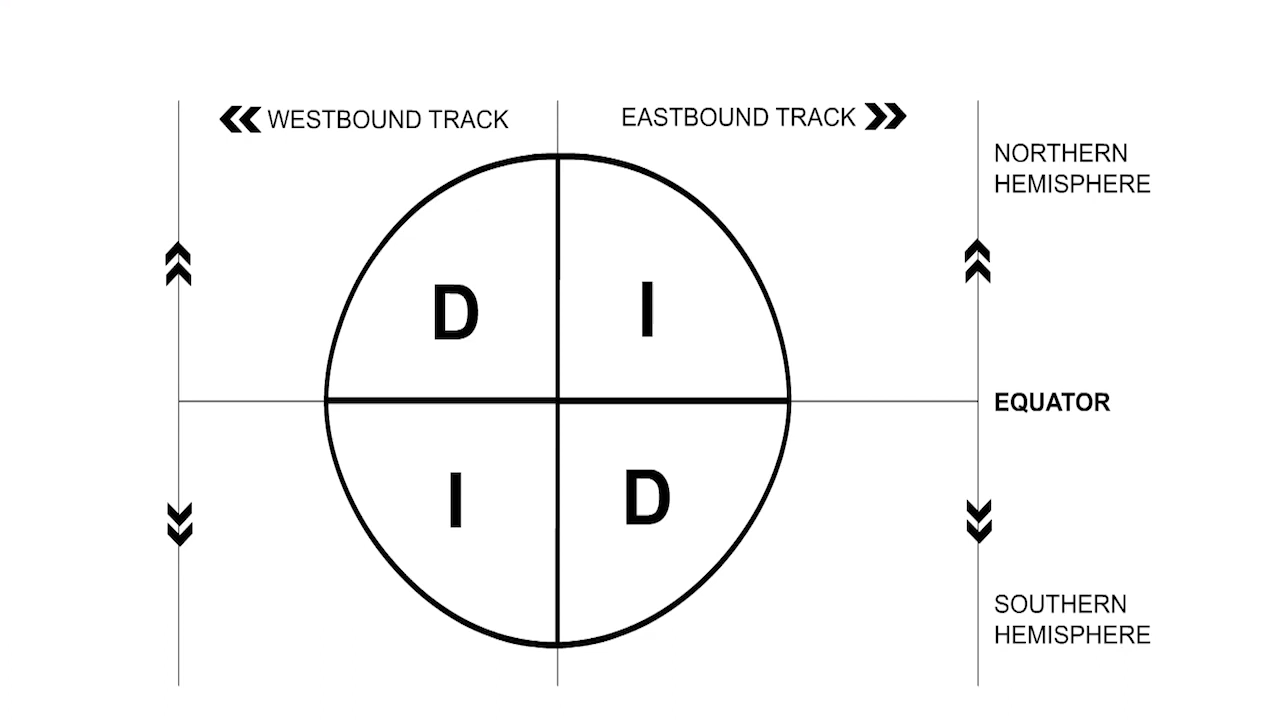 WESTBOUND TRACK
EASTBOUND TRACK
NORTHERN
HEMISPHERE
D
I
EQUATOR
I
D
SOUTHERN
HEMISPHERE